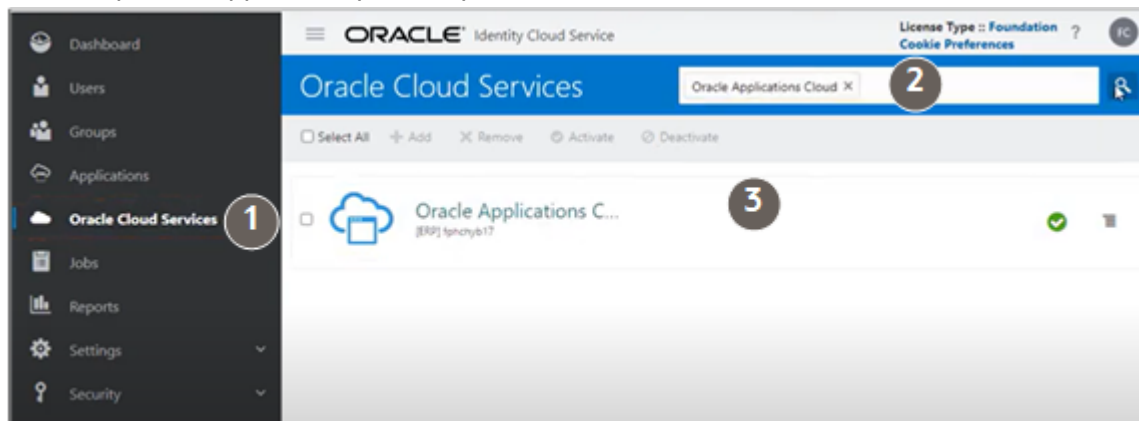 Dashboard
Users
Groups
Applications
Oracle Cloud Services
Jobs
Reports
Settings
Security
1
ORACLE® Identity Cloud Service
License Type :: Foundation
Cookie Preferences
?
FC
Oracle Cloud Services
Oracle Applications Cloud ×
2
Select All
Add
Remove
Activate
Deactivate
Oracle Applications C...
3